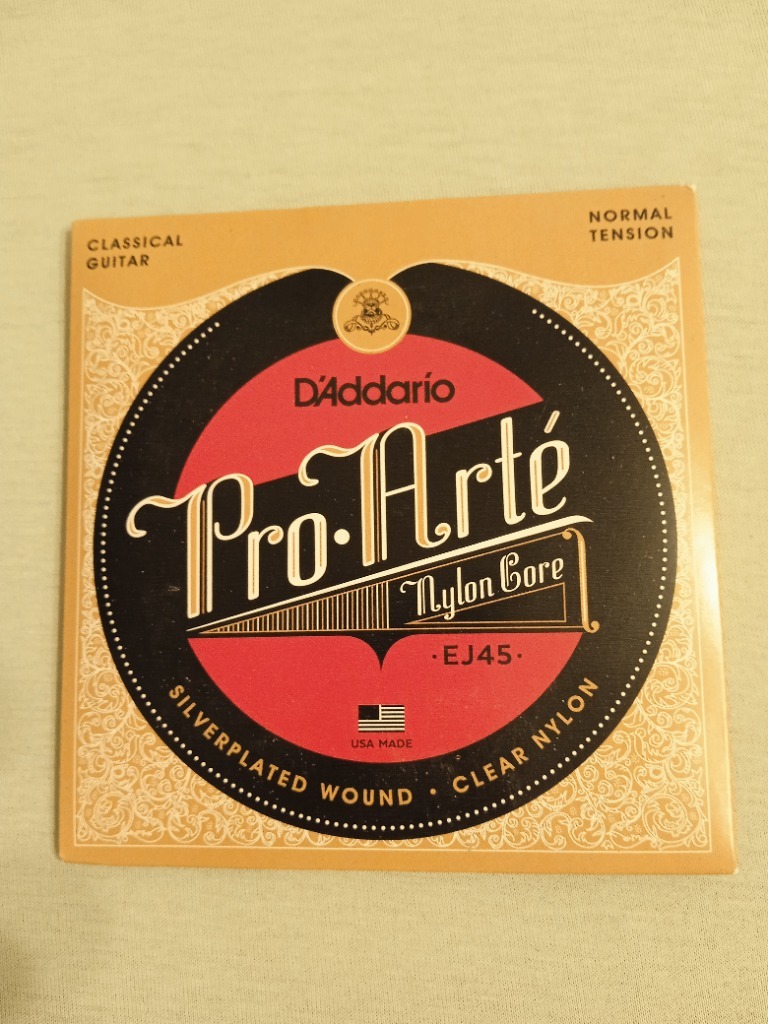 CLASSICAL
GUITAR
NORMAL
TENSION
D'Addario
Pro·Arté
Nylon Core
·EJ45·
USA MADE
SILVERPLATED WOUND · CLEAR NYLON